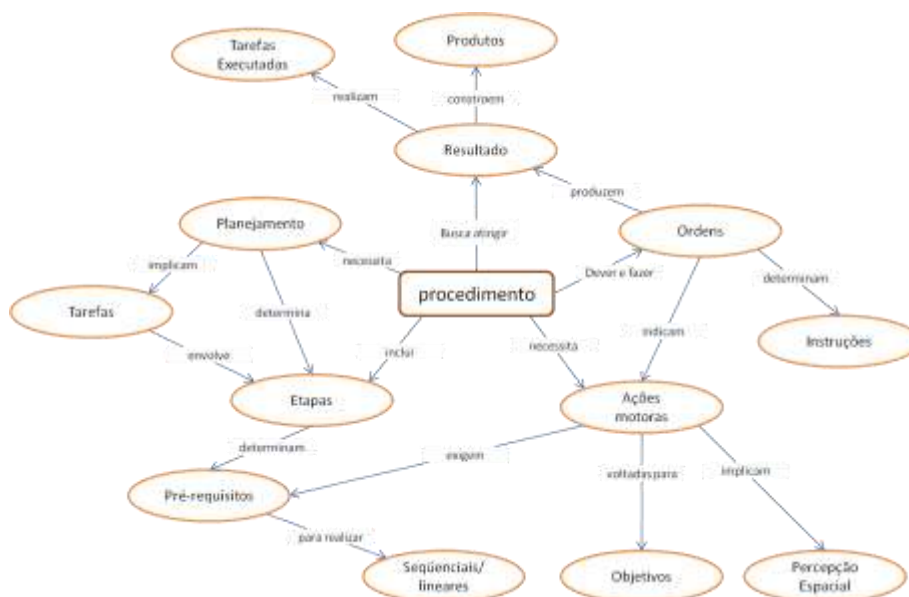 Produtos
Tarefas
Executadas
realizam
constroem
Resultado
produzem
Planejamento
Busca atingir
Ordens
implicam
necessita
Dever e fazer
determinam
procedimento
Tarefas
determina
indicam
Instruções
envolve
inclui
necessita
Etapas
Ações
motoras
determinam
exigem
voltadas para
implicam
Pré-requisitos
para realizar
Seqüenciais/
lineares
Objetivos
Percepção
Espacial